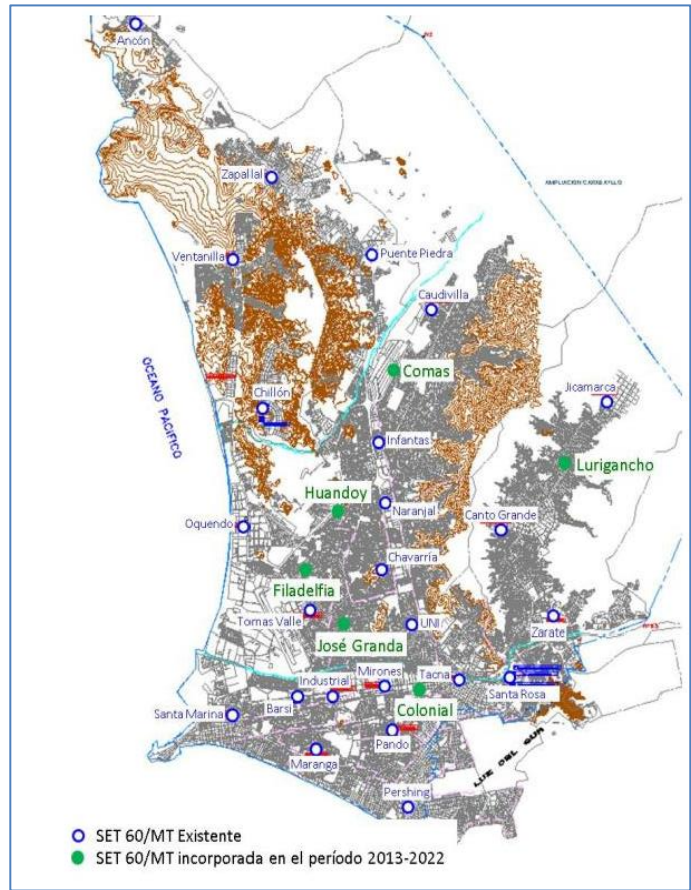 Ancón
Zapallal
AMPLIACION CARABAYLLO
Ventanilla
Puente Piedra
Caudivilla
OCEANO PACIFICO
Comas
Jicamarca
Chillón
Infantas
Lurigancho
Huandoy
Naranjal
Canto Grande
Oquendo
Chavarría
Filadelfia
Tomas Valle
UNI
Zarate
José Granda
Mirones
Tacna
Industrial
Santa Rosa
Barsi
Colonial
Santa Marina
Pando
Maranga
LUZ DEL SUR
Pershing
SET 60/MT Existente
SET 60/MT incorporada en el período 2013-2022